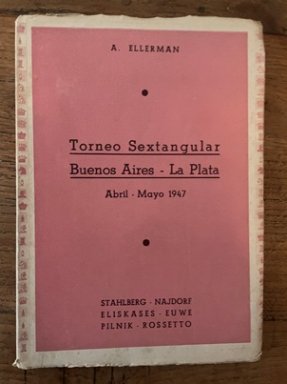 A. ELLERMAN
Torneo Sextangular
Buenos Aires - La Plata
Abril - Mayo 1947
STAHLBERG - NAJDORF
ELISKASES - EUWE
PILNIK - ROSSETTO